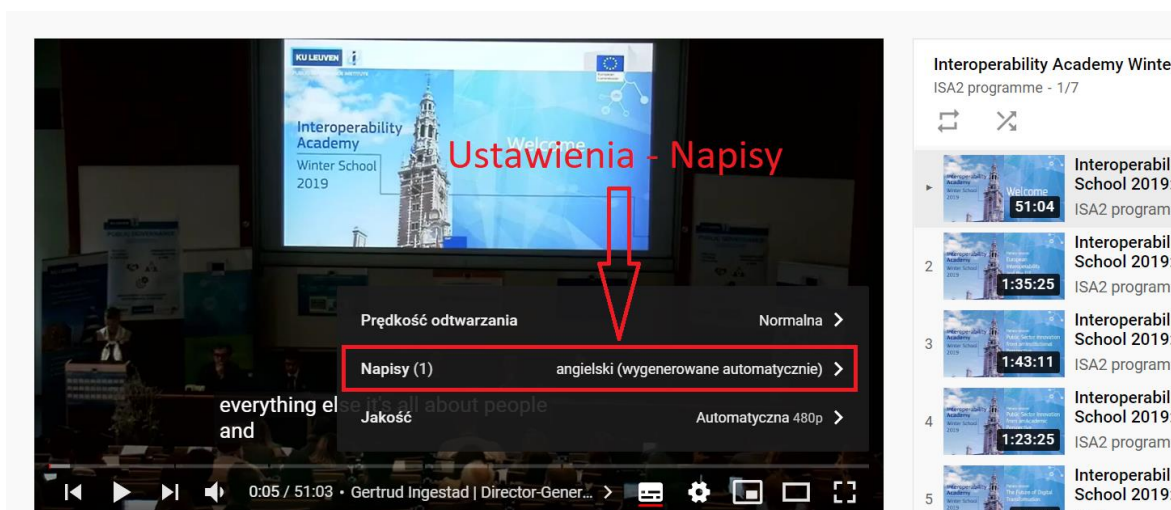 KU LEUVEN
Interoperability
Academy
Winter School
2019
Welcome
Ustawienia - Napisy
Prędkość odtwarzania Normalna
Napisy (1) angielski (wygenerowane automatycznie)
Jakość Automatyczna 480p
everything else it's all about people
and
0:05 / 51:03 • Gertrud Ingestad | Director-Gener...
Interoperability Academy Winte
ISA2 programme - 1/7
Interoperabil
School 2019:
ISA2 program
Welcome
51:04
2
Interoperabil
School 2019:
ISA2 program
1:35:25
3
Interoperabil
School 2019:
ISA2 program
1:43:11
4
Interoperabil
School 2019:
ISA2 program
1:23:25
5
Interoperabil
School 2019: